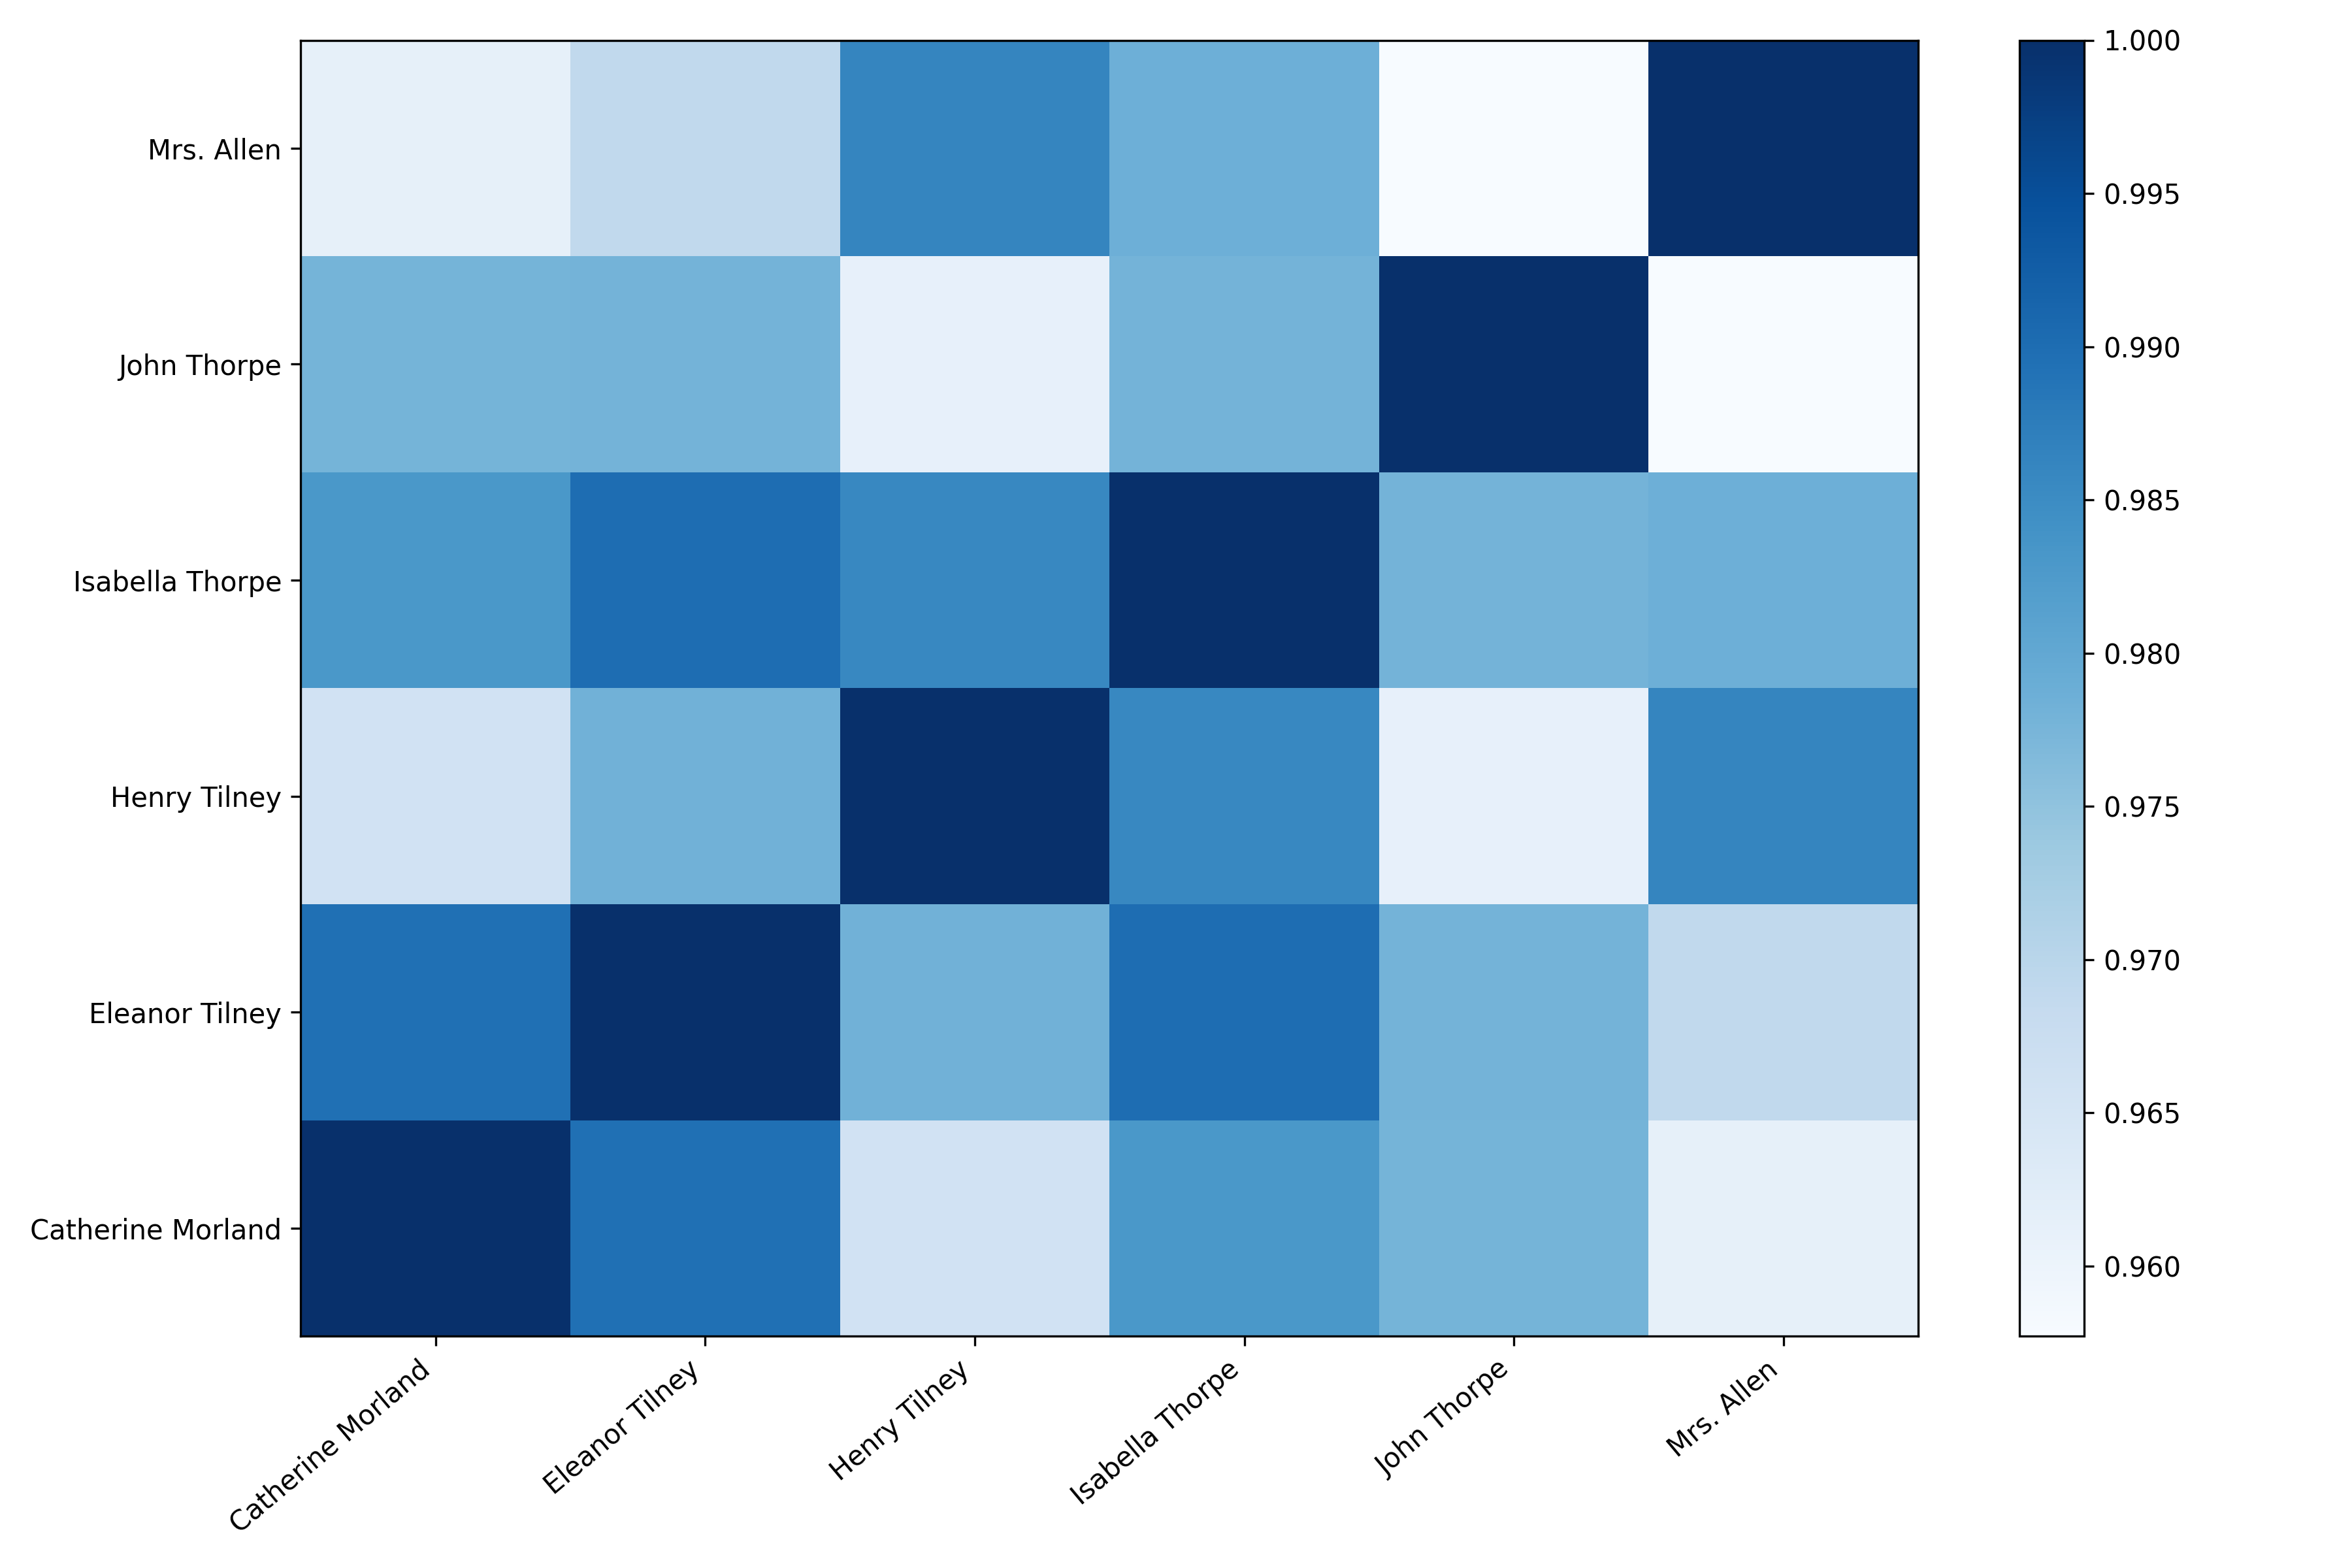 Mrs. Allen
John Thorpe
Isabella Thorpe
Henry Tilney
Eleanor Tilney
Catherine Morland
Catherine Morland
Eleanor Tilney
Henry Tilney
Isabella Thorpe
John Thorpe
Mrs. Allen
1.000
0.995
0.990
0.985
0.980
0.975
0.970
0.965
0.960